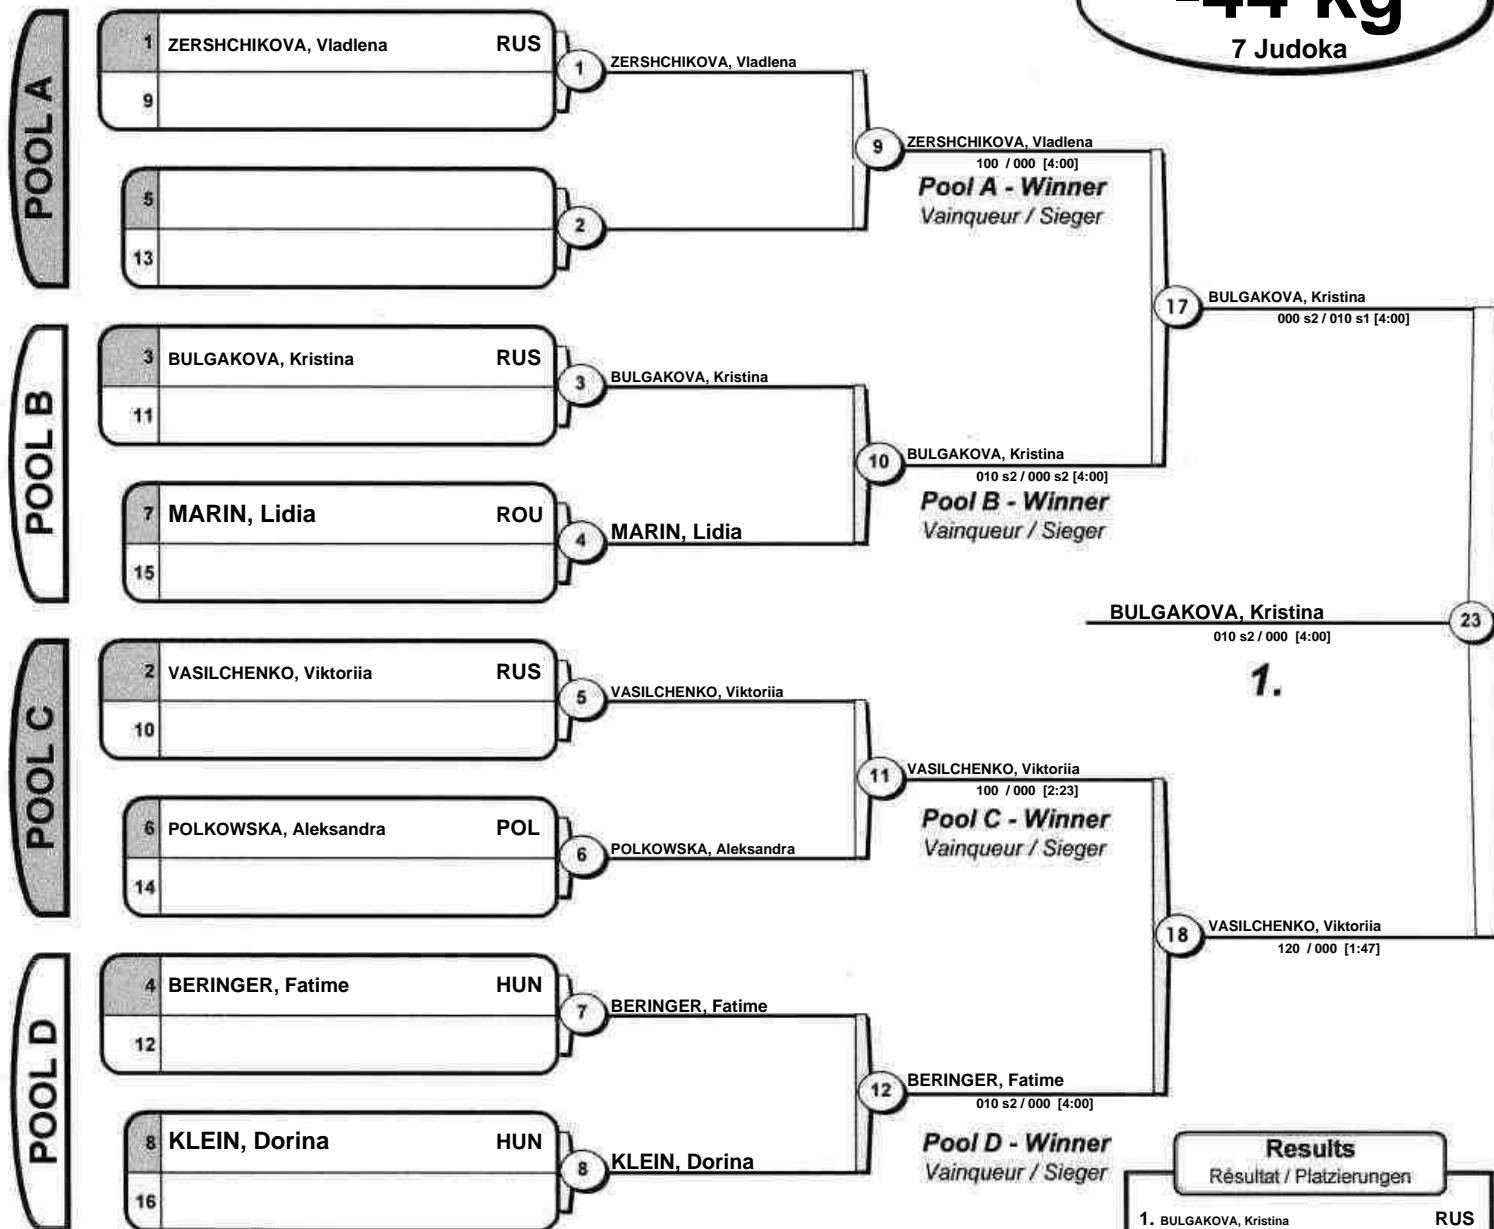 -44 kg
7 Judoka
POOL A
1 ZERSHCHIKOVA, Vladlena RUS
9
5
13
1 ZERSHCHIKOVA, Vladlena
2
9 ZERSHCHIKOVA, Vladlena
100 / 000 [4:00]
Pool A - Winner
Vainqueur / Sieger
POOL B
3 BULGAKOVA, Kristina RUS
11
7 MARIN, Lidia ROU
15
3 BULGAKOVA, Kristina
4 MARIN, Lidia
10 BULGAKOVA, Kristina
010 s2 / 000 s2 [4:00]
Pool B - Winner
Vainqueur / Sieger
17 BULGAKOVA, Kristina
000 s2 / 010 s1 [4:00]
BULGAKOVA, Kristina 23
010 s2 / 000 [4:00]
1.
POOL C
2 VASILCHENKO, Viktoriia RUS
10
6 POLKOWSKA, Aleksandra POL
14
5 VASILCHENKO, Viktoriia
6 POLKOWSKA, Aleksandra
11 VASILCHENKO, Viktoriia
100 / 000 [2:23]
Pool C - Winner
Vainqueur / Sieger
18 VASILCHENKO, Viktoriia
120 / 000 [1:47]
POOL D
4 BERINGER, Fatime HUN
12
8 KLEIN, Dorina HUN
16
7 BERINGER, Fatime
8 KLEIN, Dorina
12 BERINGER, Fatime
010 s2 / 000 [4:00]
Pool D - Winner
Vainqueur / Sieger
Results
Résultat / Platzierungen
1. BULGAKOVA, Kristina RUS